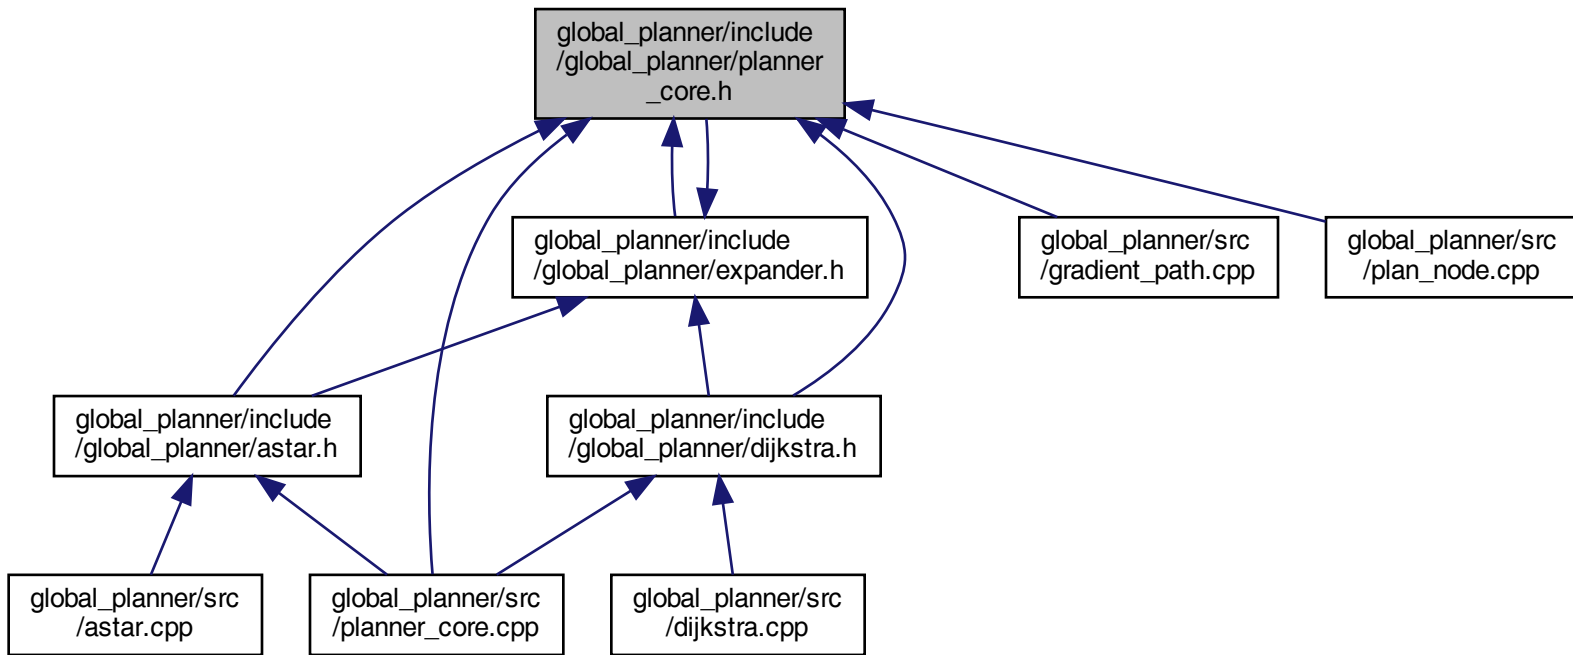 global_planner/include
/global_planner/planner
_core.h
global_planner/include
/global_planner/expander.h
global_planner/src
/gradient_path.cpp
global_planner/src
/plan_node.cpp
global_planner/include
/global_planner/astar.h
global_planner/include
/global_planner/dijkstra.h
global_planner/src
/astar.cpp
global_planner/src
/planner_core.cpp
global_planner/src
/dijkstra.cpp